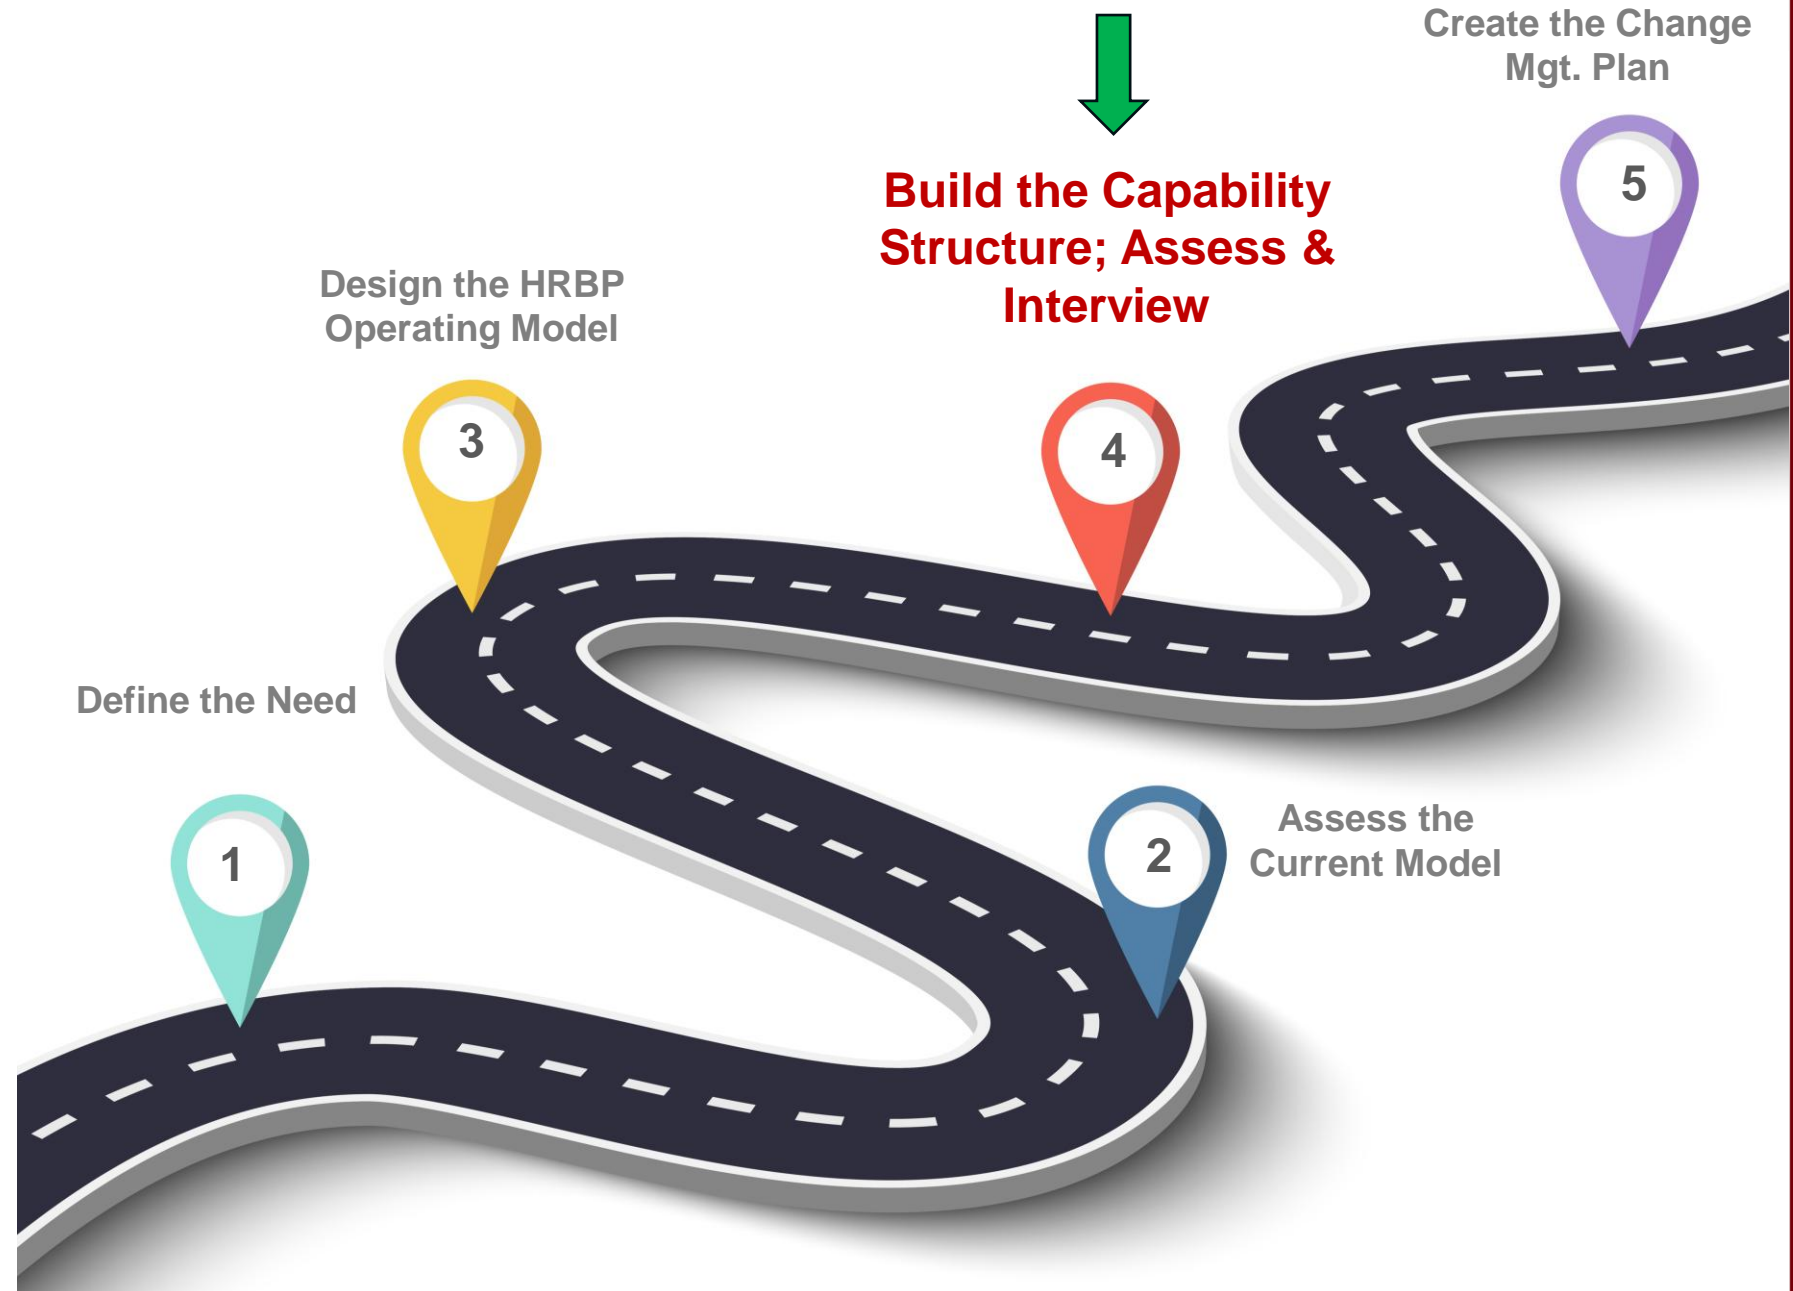 Create the Change
Mgt. Plan
5
Build the Capability
Structure; Assess &
Interview
4
Design the HRBP
Operating Model
3
Define the Need
1
2
Assess the
Current Model